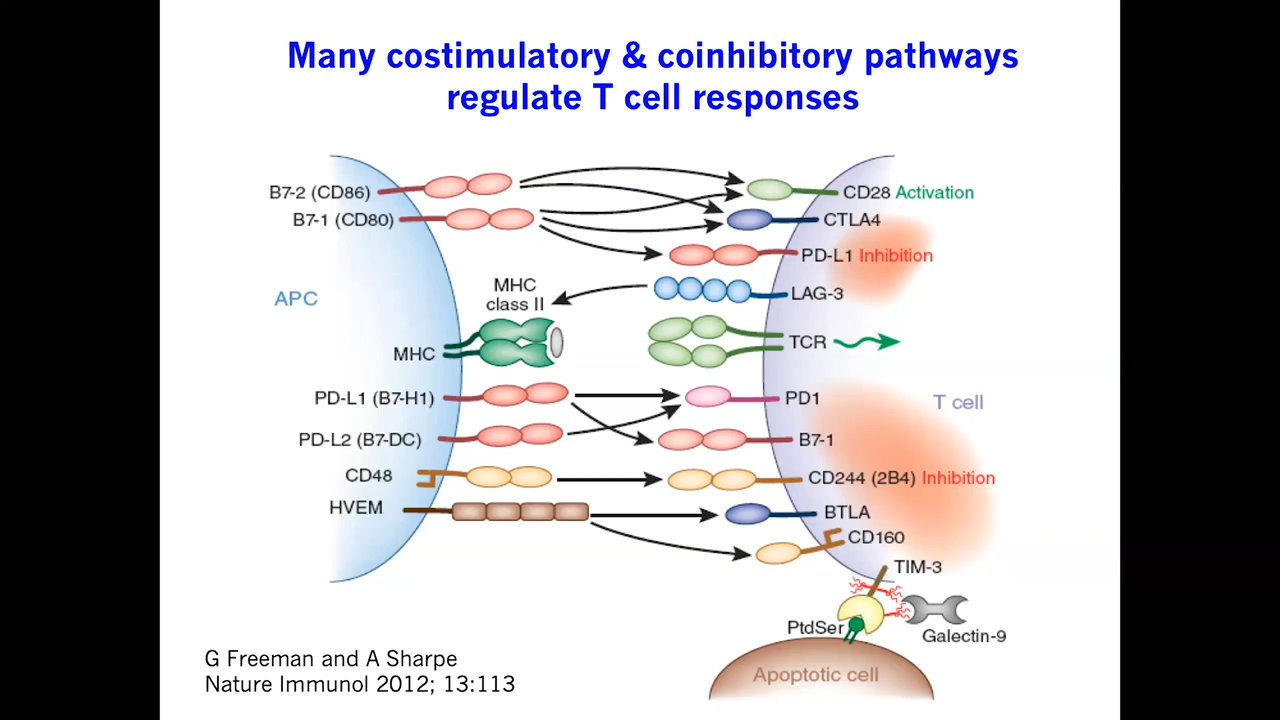 Many costimulatory & coinhibitory pathways
regulate T cell responses
B7-2 (CD86)
CD28 Activation
B7-1 (CD80)
CTLA4
PD-L1 Inhibition
APC
MHC
class II
LAG-3
MHC
TCR
PD-L1 (B7-H1)
PD1
T cell
PD-L2 (B7-DC)
B7-1
CD48
CD244 (2B4) Inhibition
HVEM
BTLA
CD160
TIM-3
PtdSer
Galectin-9
Apoptotic cell
G Freeman and A Sharpe
Nature Immunol 2012; 13:113